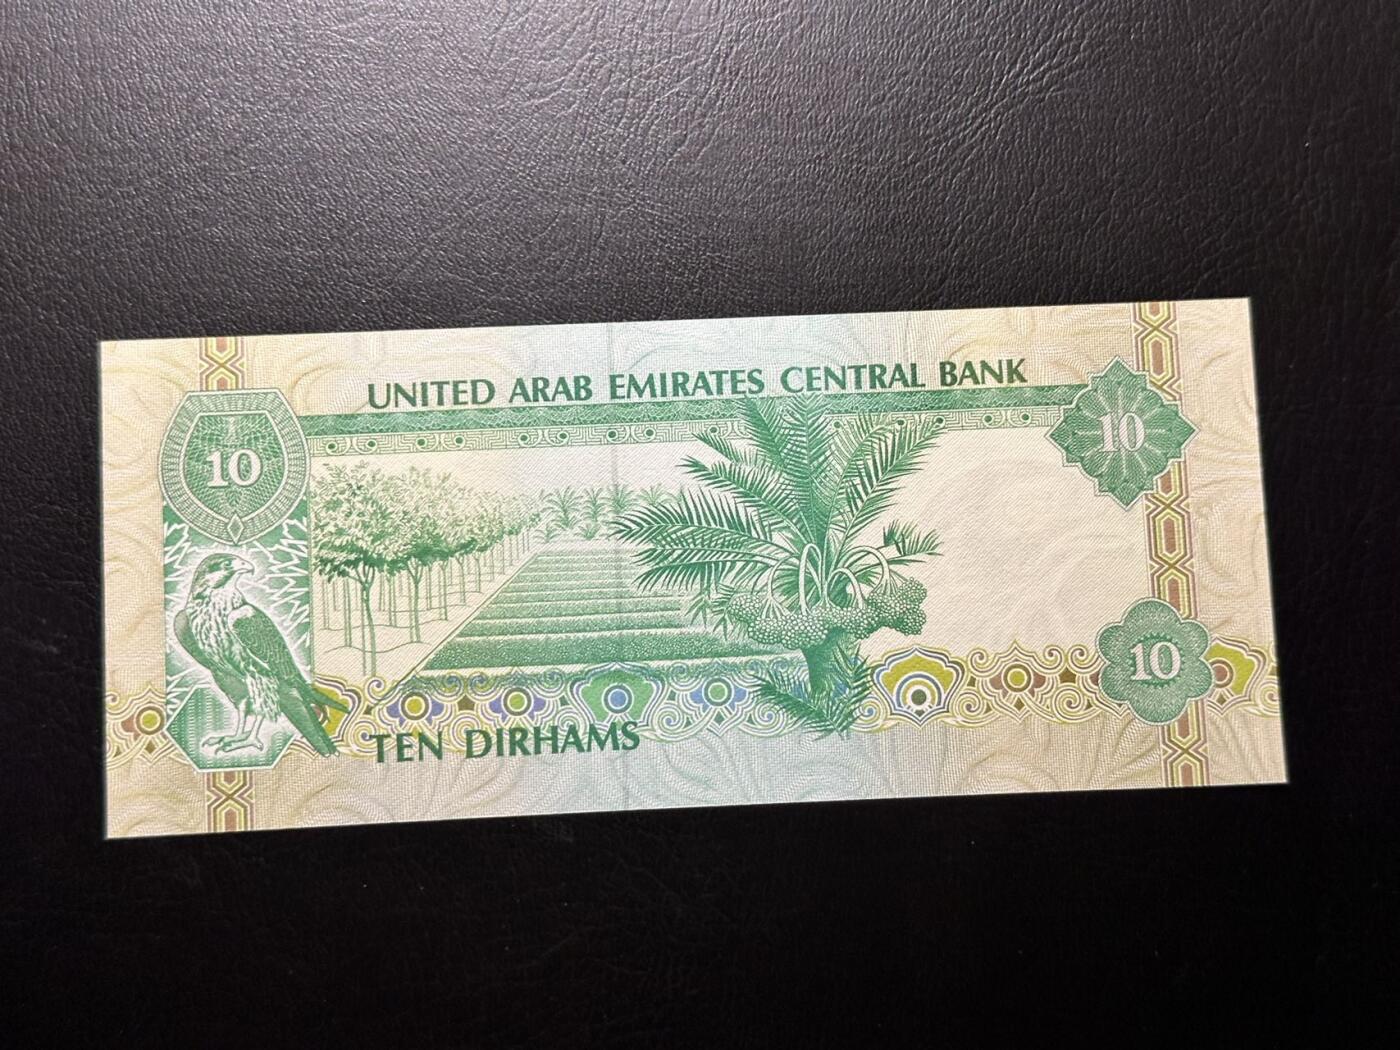 UNITED ARAB EMIRATES CENTRAL BANK
10
10
10
TEN DIRHAMS